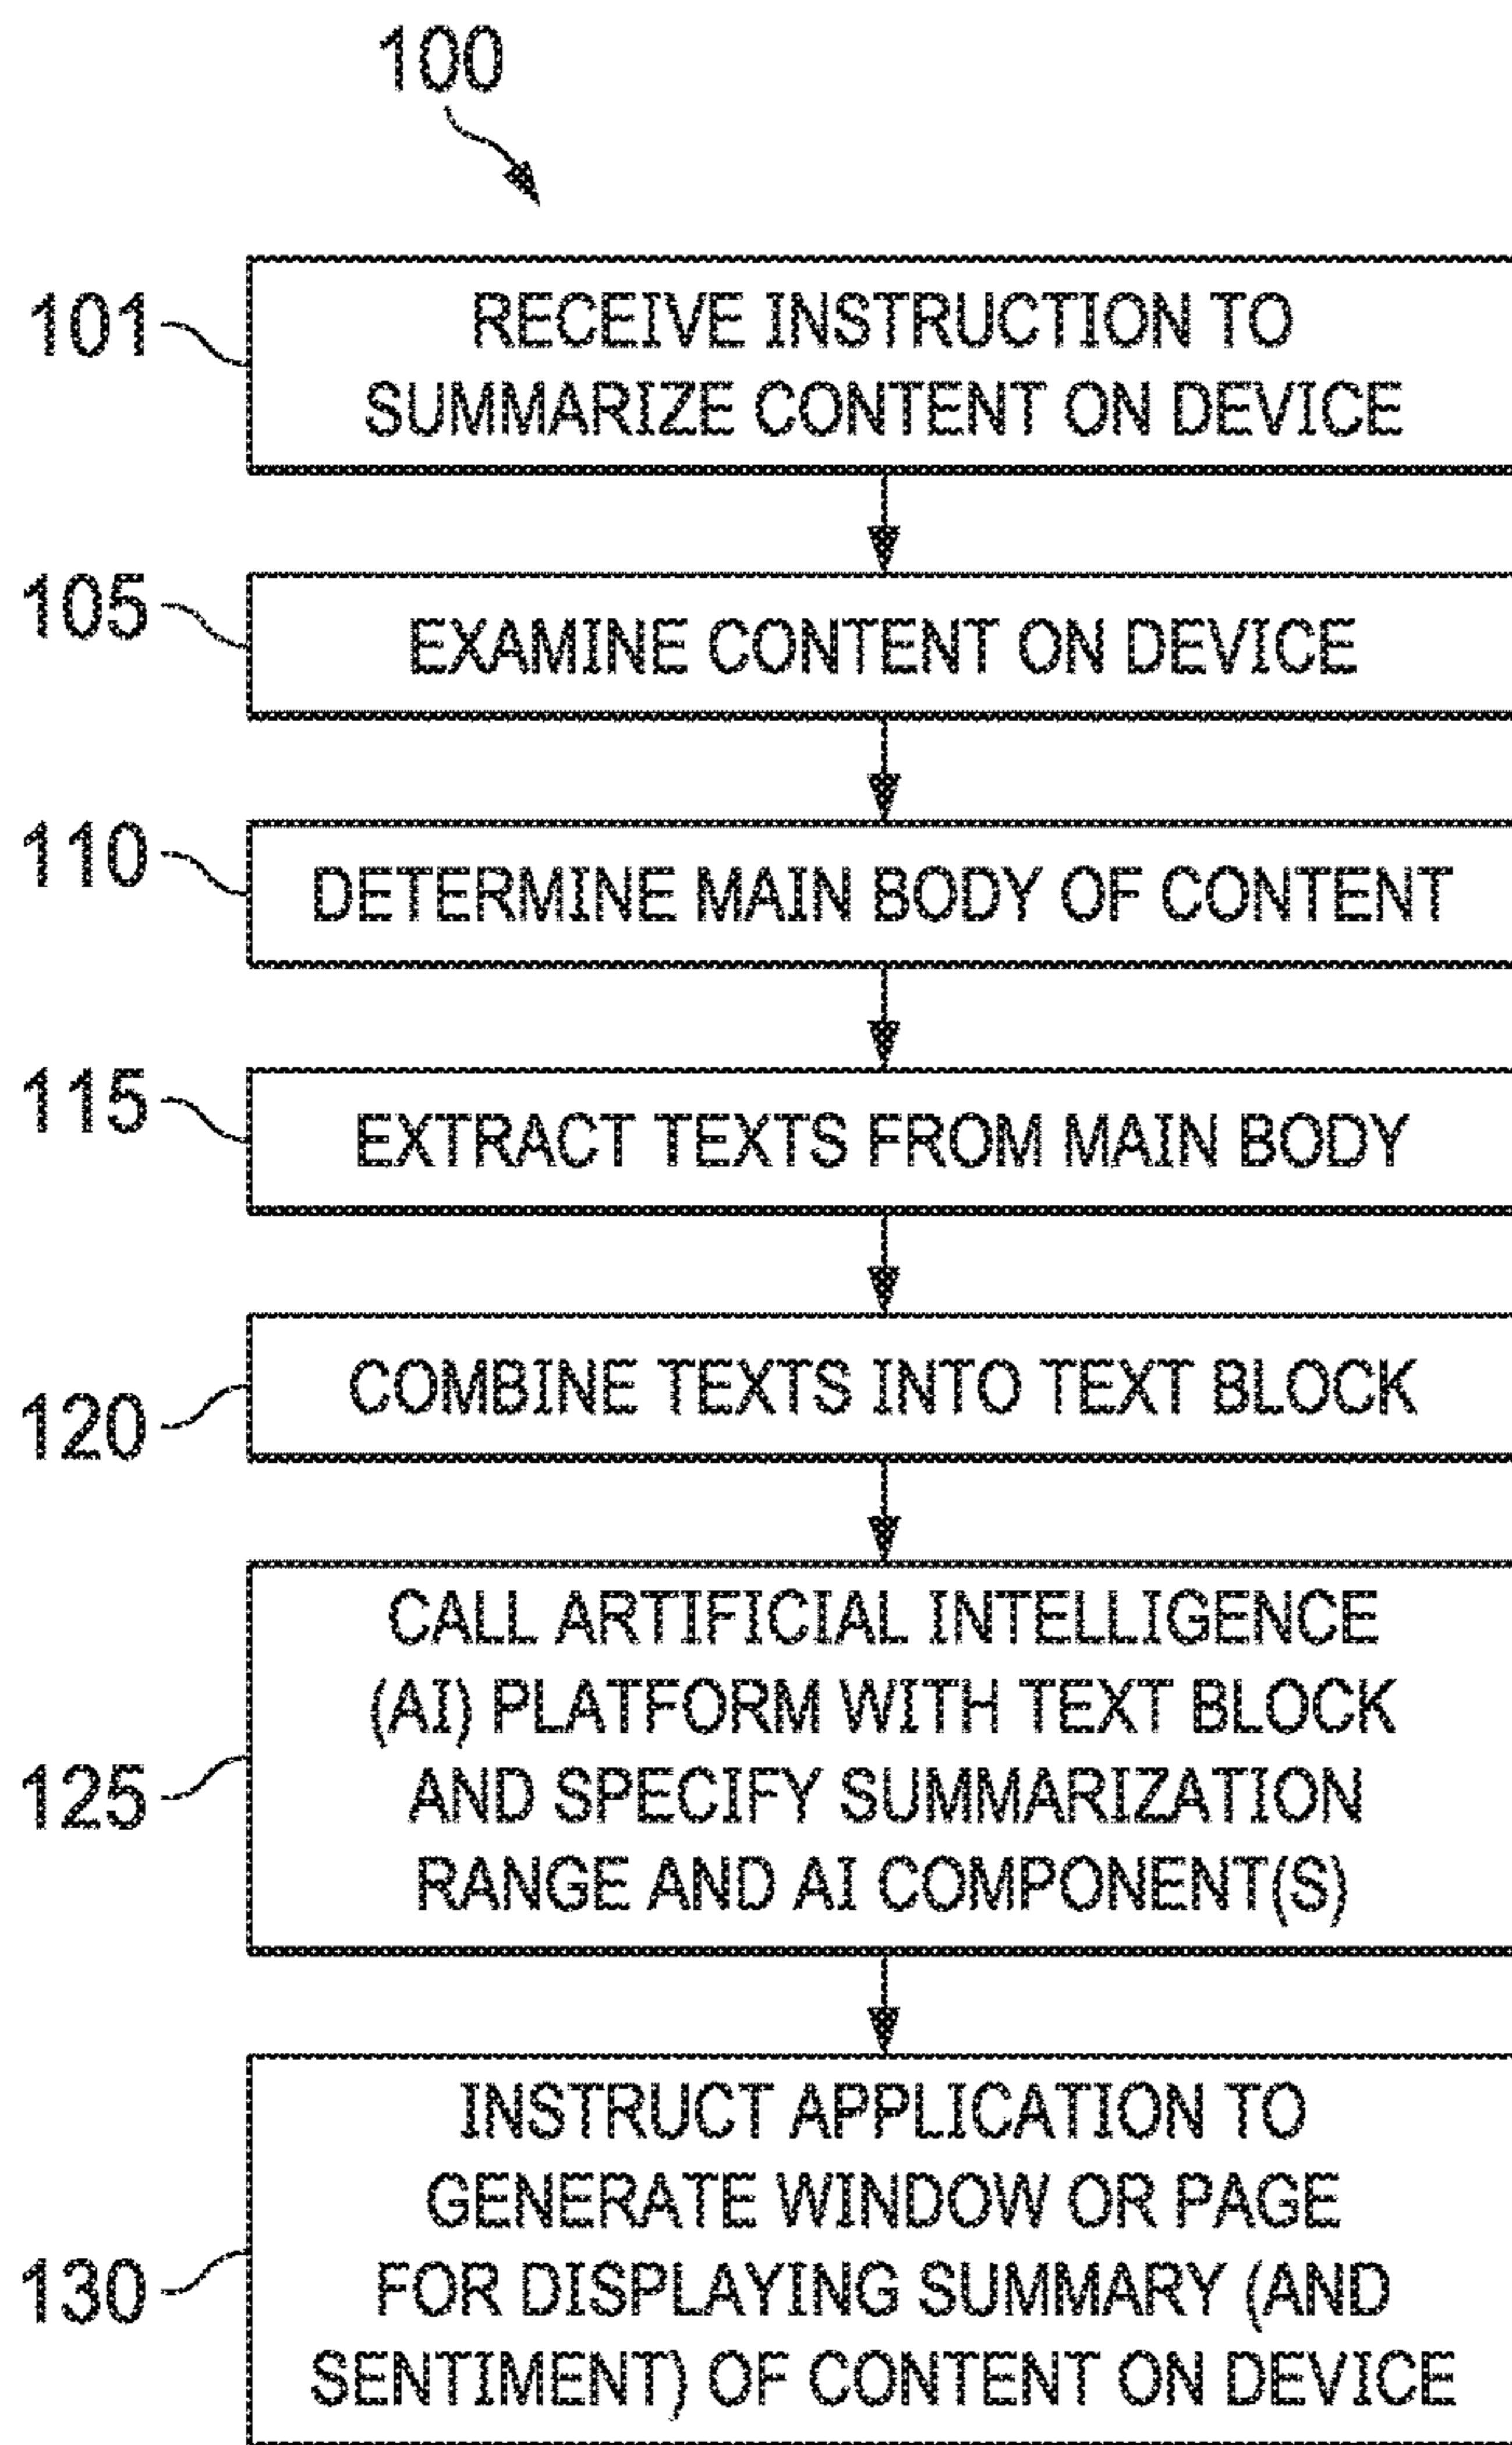 100
101
RECEIVE INSTRUCTION TO
SUMMARIZE CONTENT ON DEVICE
105
EXAMINE CONTENT ON DEVICE
110
DETERMINE MAIN BODY OF CONTENT
115
EXTRACT TEXTS FROM MAIN BODY
120
COMBINE TEXTS INTO TEXT BLOCK
125
CALL ARTIFICIAL INTELLIGENCE
(AI) PLATFORM WITH TEXT BLOCK
AND SPECIFY SUMMARIZATION
RANGE AND AI COMPONENT(S)
130
INSTRUCT APPLICATION TO
GENERATE WINDOW OR PAGE
FOR DISPLAYING SUMMARY (AND
SENTIMENT) OF CONTENT ON DEVICE